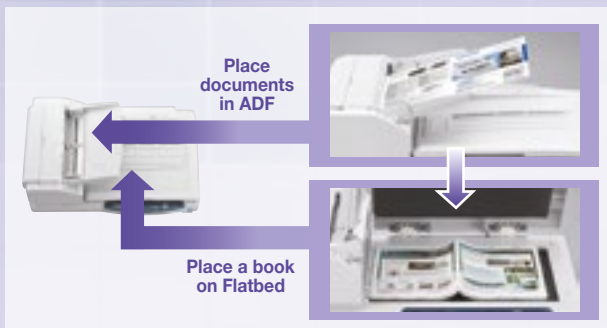 Place
documents
in ADF
Place a book
on Flatbed